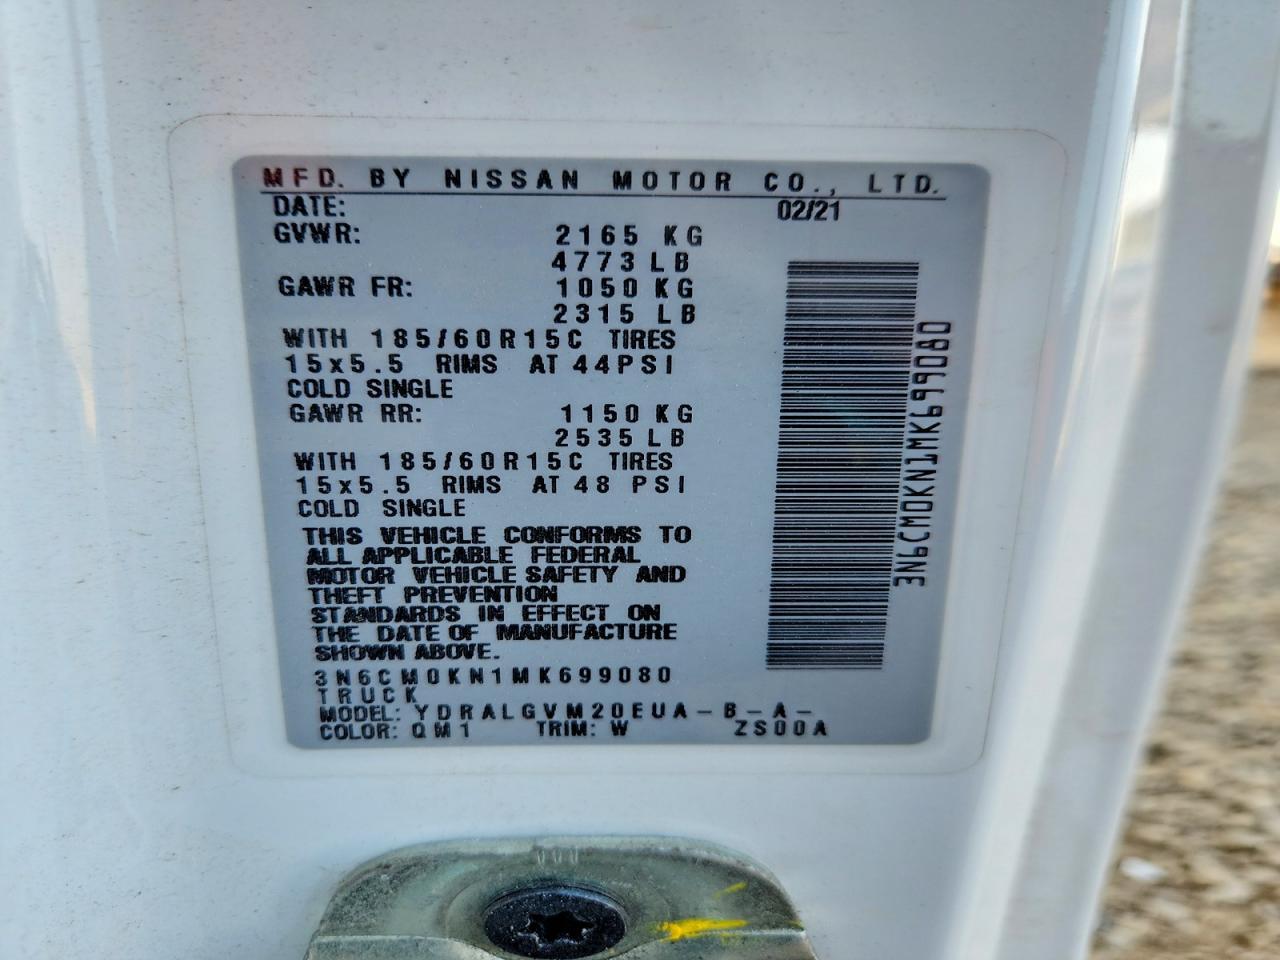 MFD. BY NISSAN MOTOR CO., LTD.
DATE: 02/21
GVWR: 2165 KG
4773 LB
GAWR FR: 1050 KG
2315 LB
WITH 185/60R15C TIRES
15x5.5 RIMS AT 44PSI
COLD SINGLE
GAWR RR: 1150 KG
2535 LB
WITH 185/60R15C TIRES
15x5.5 RIMS AT 48 PSI
COLD SINGLE
THIS VEHICLE CONFORMS TO
ALL APPLICABLE FEDERAL
MOTOR VEHICLE SAFETY AND
THEFT PREVENTION
STANDARDS IN EFFECT ON
THE DATE OF MANUFACTURE
SHOWN ABOVE.
3N6CM0KN1MK699080
TRUCK
MODEL: YDRALGVM20EUA-B-A-
COLOR: QM1 TRIM: W ZS00A
3N6CM0KN1MK699080